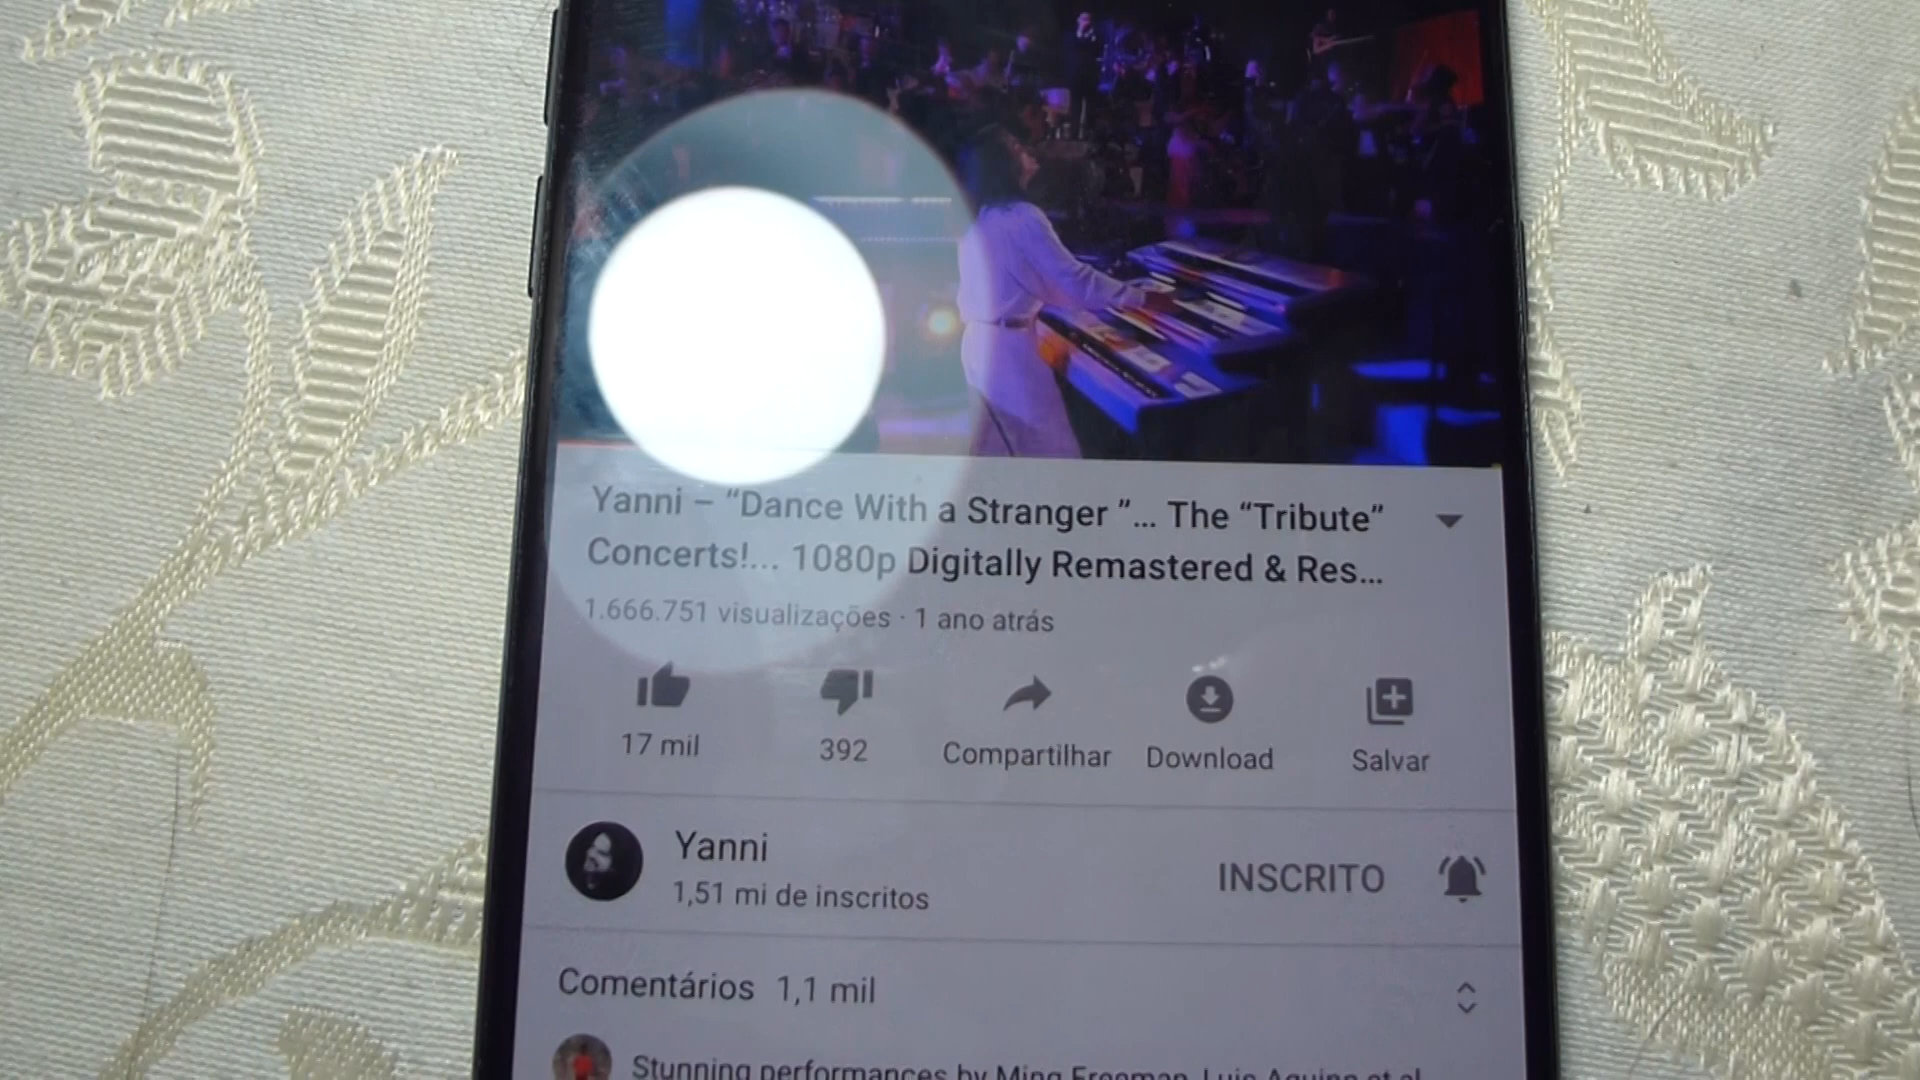 Yanni – “Dance With a Stranger ”... The “Tribute”
Concerts!... 1080p Digitally Remastered & Res...
1.666.751 visualizações · 1 ano atrás
17 mil
392
Compartilhar
Download
Salvar
Yanni
1,51 mi de inscritos
INSCRITO
Comentários 1,1 mil
Stunning performances by Ming Freeman, Luis Aquino et al